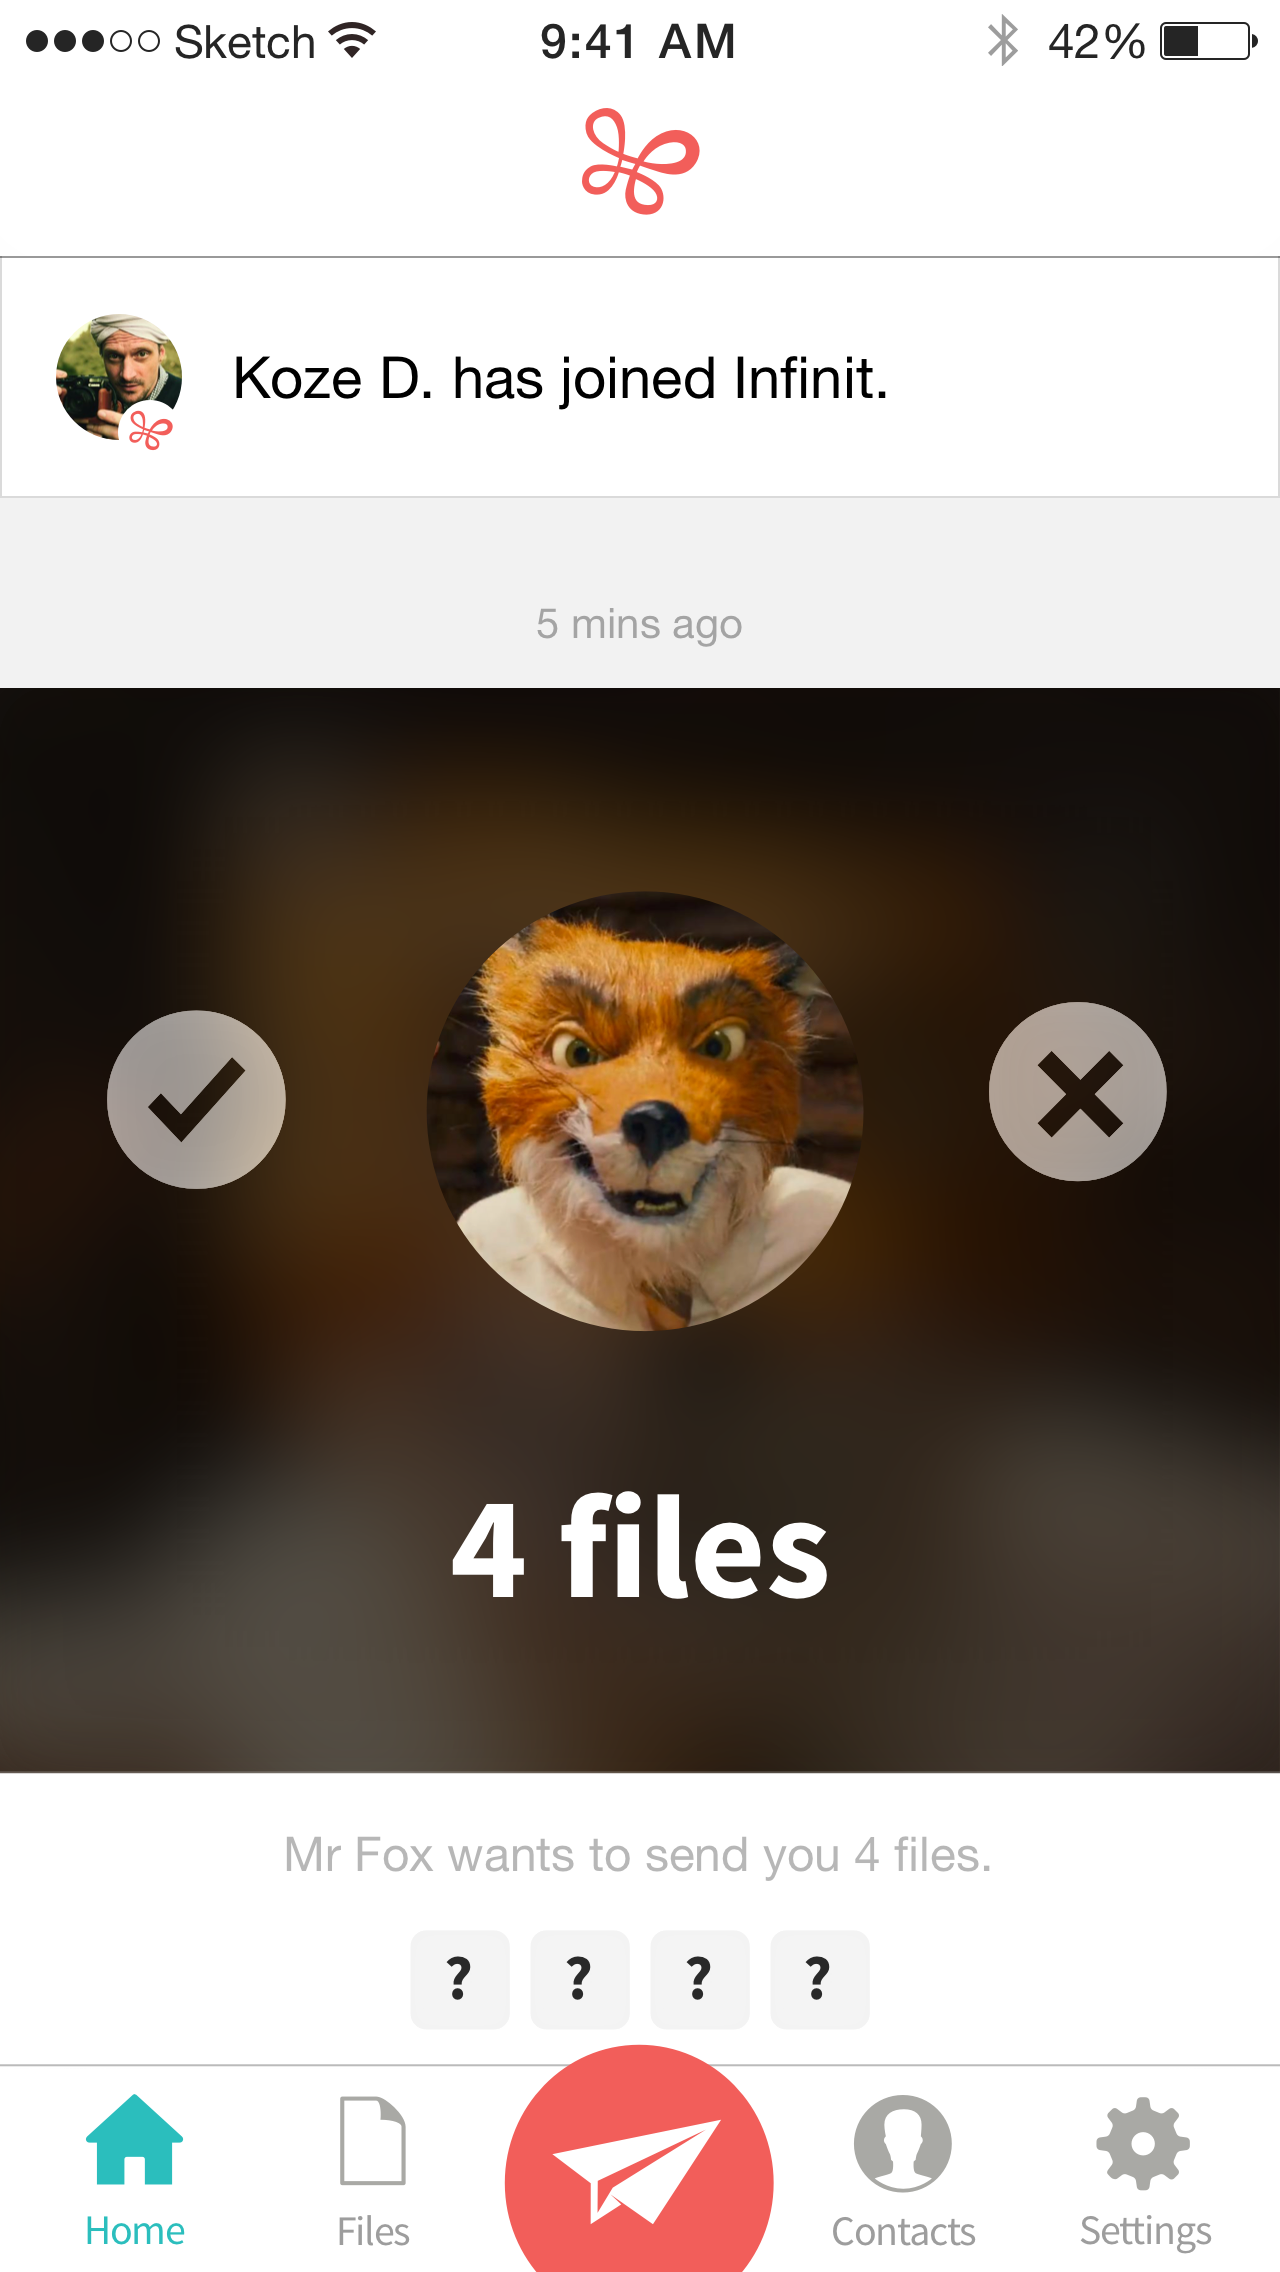 Sketch 9:41 AM 42%
Koze D. has joined Infinit.
5 mins ago
4 files
Mr Fox wants to send you 4 files.
? ? ? ?
Home Files Contacts Settings